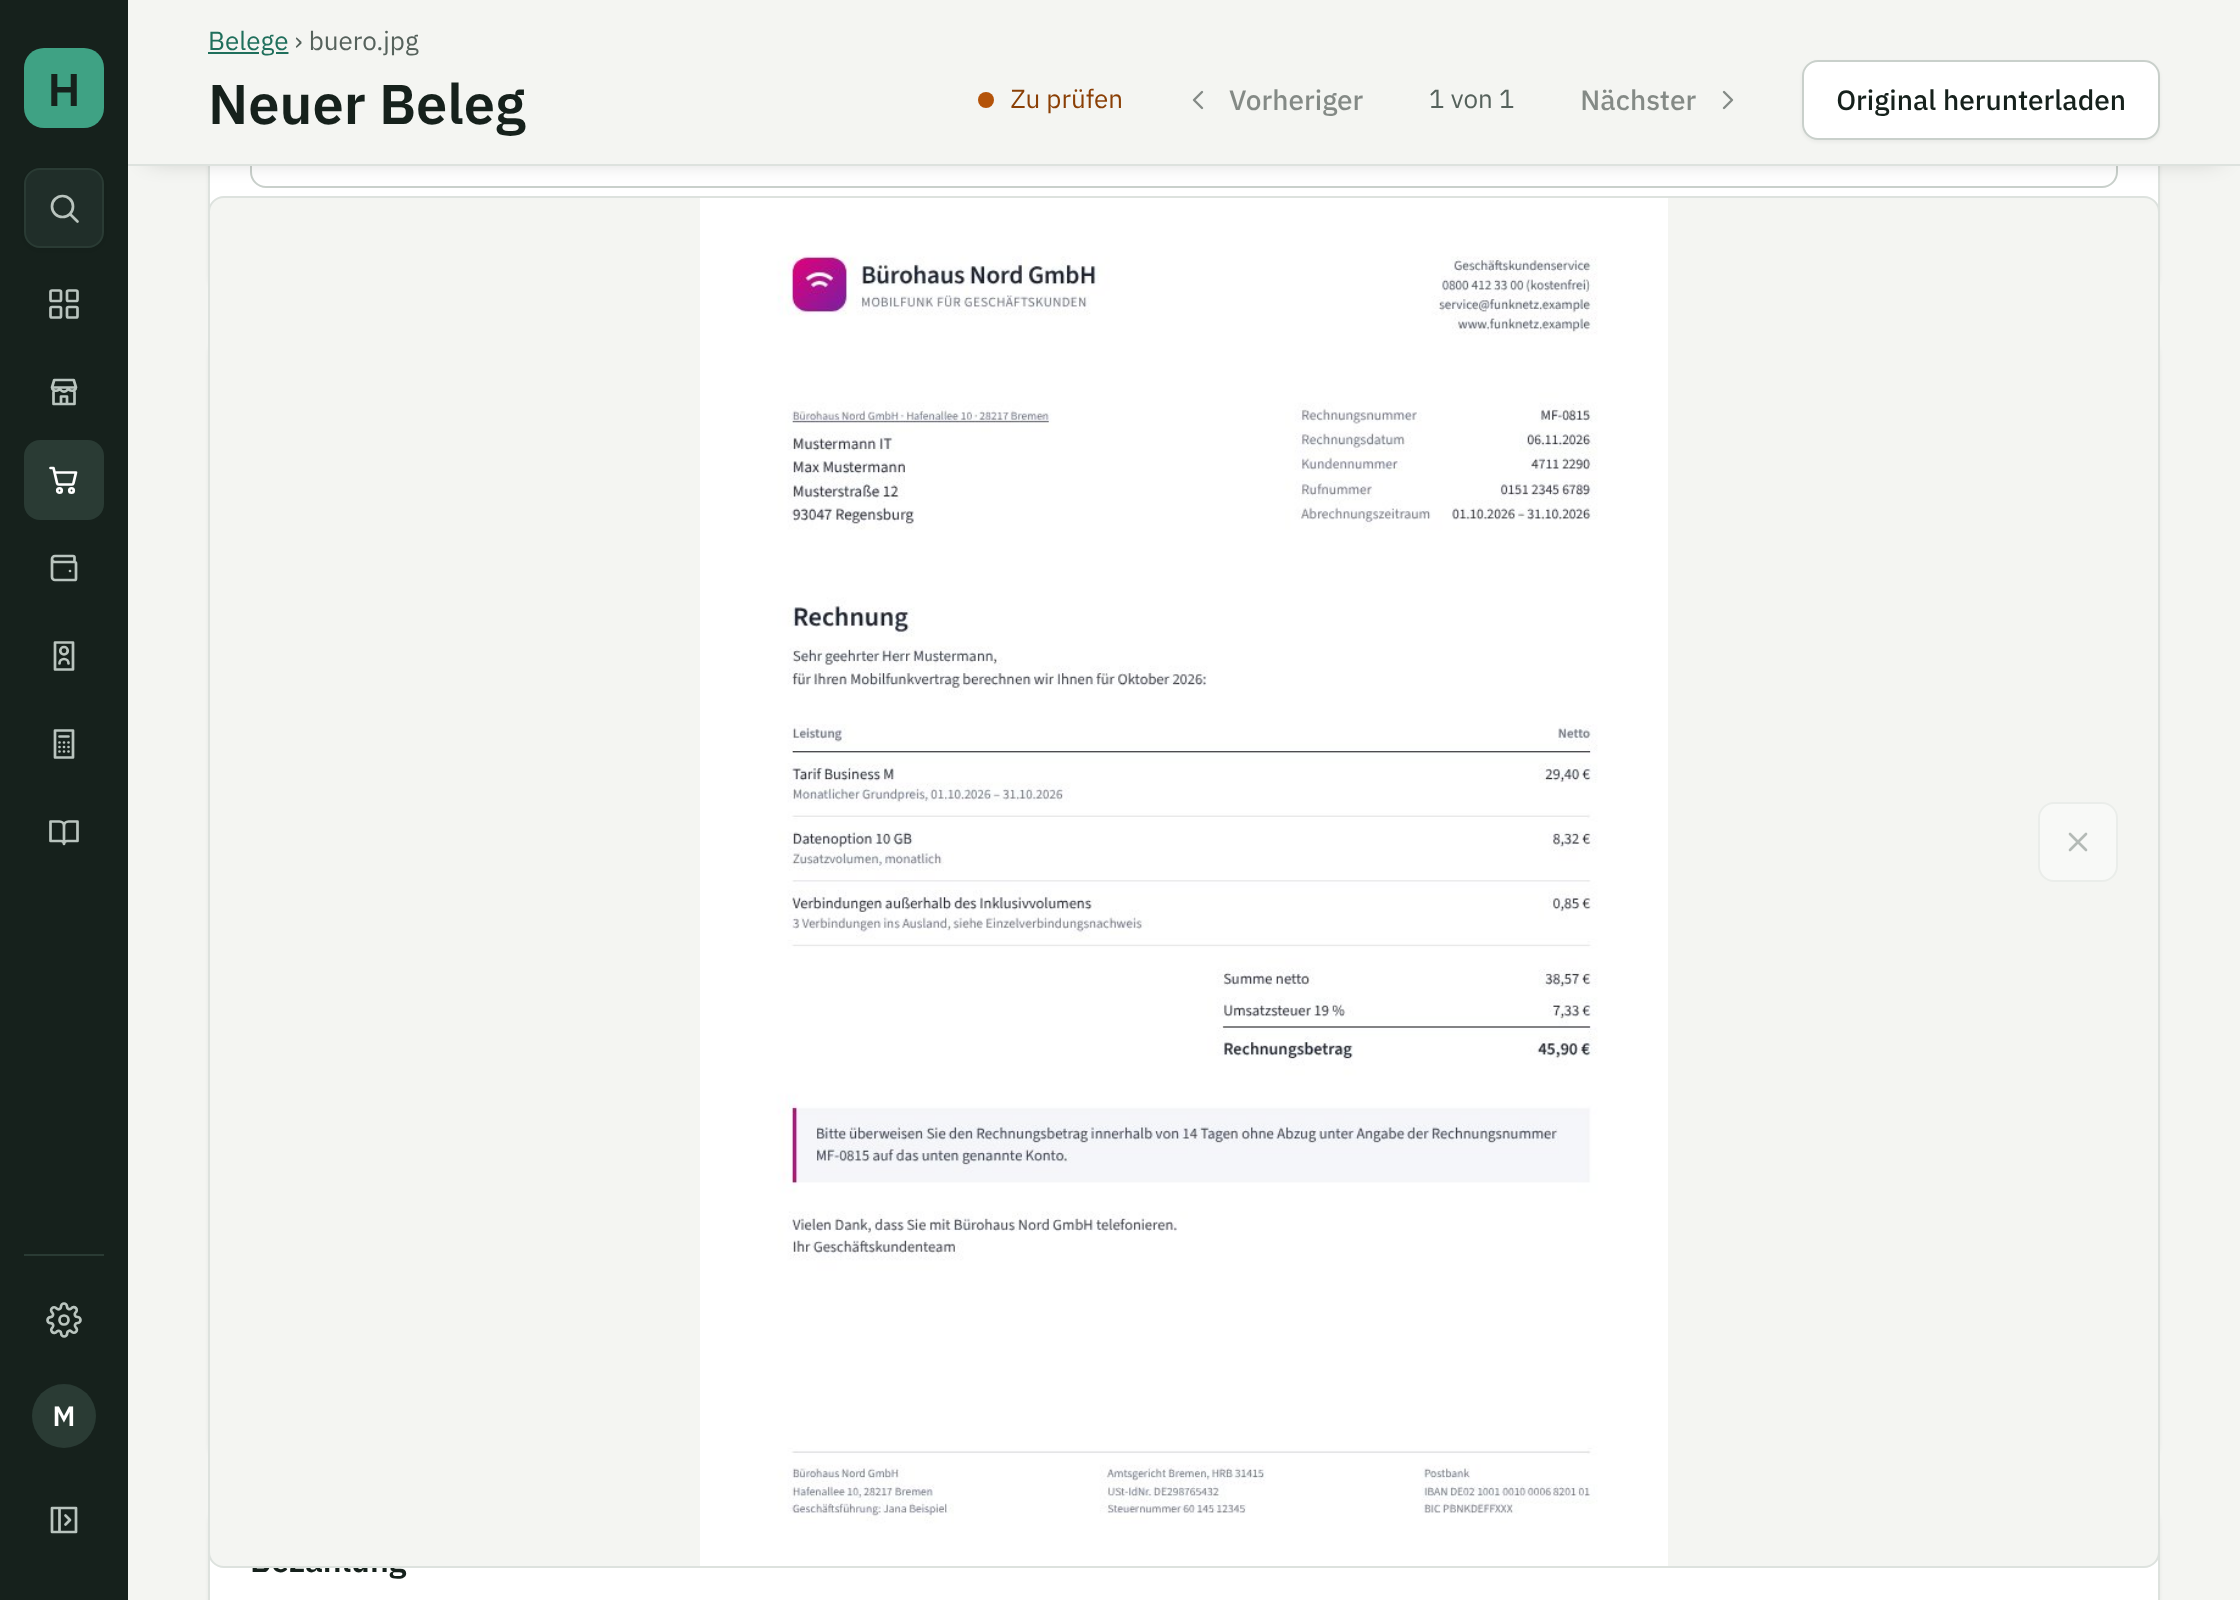 Belege › buero.jpg
Neuer Beleg
Zu prüfen
Vorheriger
1 von 1
Nächster
Original herunterladen
H
Bürohaus Nord GmbH
MOBILFUNK FÜR GESCHÄFTSKUNDEN
Geschäftskundenservice
0800 412 33 00 (kostenfrei)
service@funknetz.example
www.funknetz.example
Bürohaus Nord GmbH · Hafenallee 10 · 28217 Bremen
Mustermann IT
Max Mustermann
Musterstraße 12
93047 Regensburg
Rechnungsnummer MF-0815
Rechnungsdatum 06.11.2026
Kundennummer 4711 2290
Rufnummer 0151 2345 6789
Abrechnungszeitraum 01.10.2026 – 31.10.2026
Rechnung
Sehr geehrter Herr Mustermann,
für Ihren Mobilfunkvertrag berechnen wir Ihnen für Oktober 2026:
Leistung Netto
Tarif Business M 29,40 €
Monatlicher Grundpreis, 01.10.2026 – 31.10.2026
Datenoption 10 GB 8,32 €
Zusatzvolumen, monatlich
Verbindungen außerhalb des Inklusivvolumens 0,85 €
3 Verbindungen ins Ausland, siehe Einzelverbindungsnachweis
Summe netto 38,57 €
Umsatzsteuer 19 % 7,33 €
Rechnungsbetrag 45,90 €
Bitte überweisen Sie den Rechnungsbetrag innerhalb von 14 Tagen ohne Abzug unter Angabe der Rechnungsnummer
MF-0815 auf das unten genannte Konto.
Vielen Dank, dass Sie mit Bürohaus Nord GmbH telefonieren.
Ihr Geschäftskundenteam
Bürohaus Nord GmbH
Hafenallee 10, 28217 Bremen
Geschäftsführung: Jana Beispiel
Amtsgericht Bremen, HRB 31415
USt-IdNr. DE298765432
Steuernummer 60 145 12345
Postbank
IBAN DE02 1001 0010 0006 8201 01
BIC PBNKDEFFXXX
M